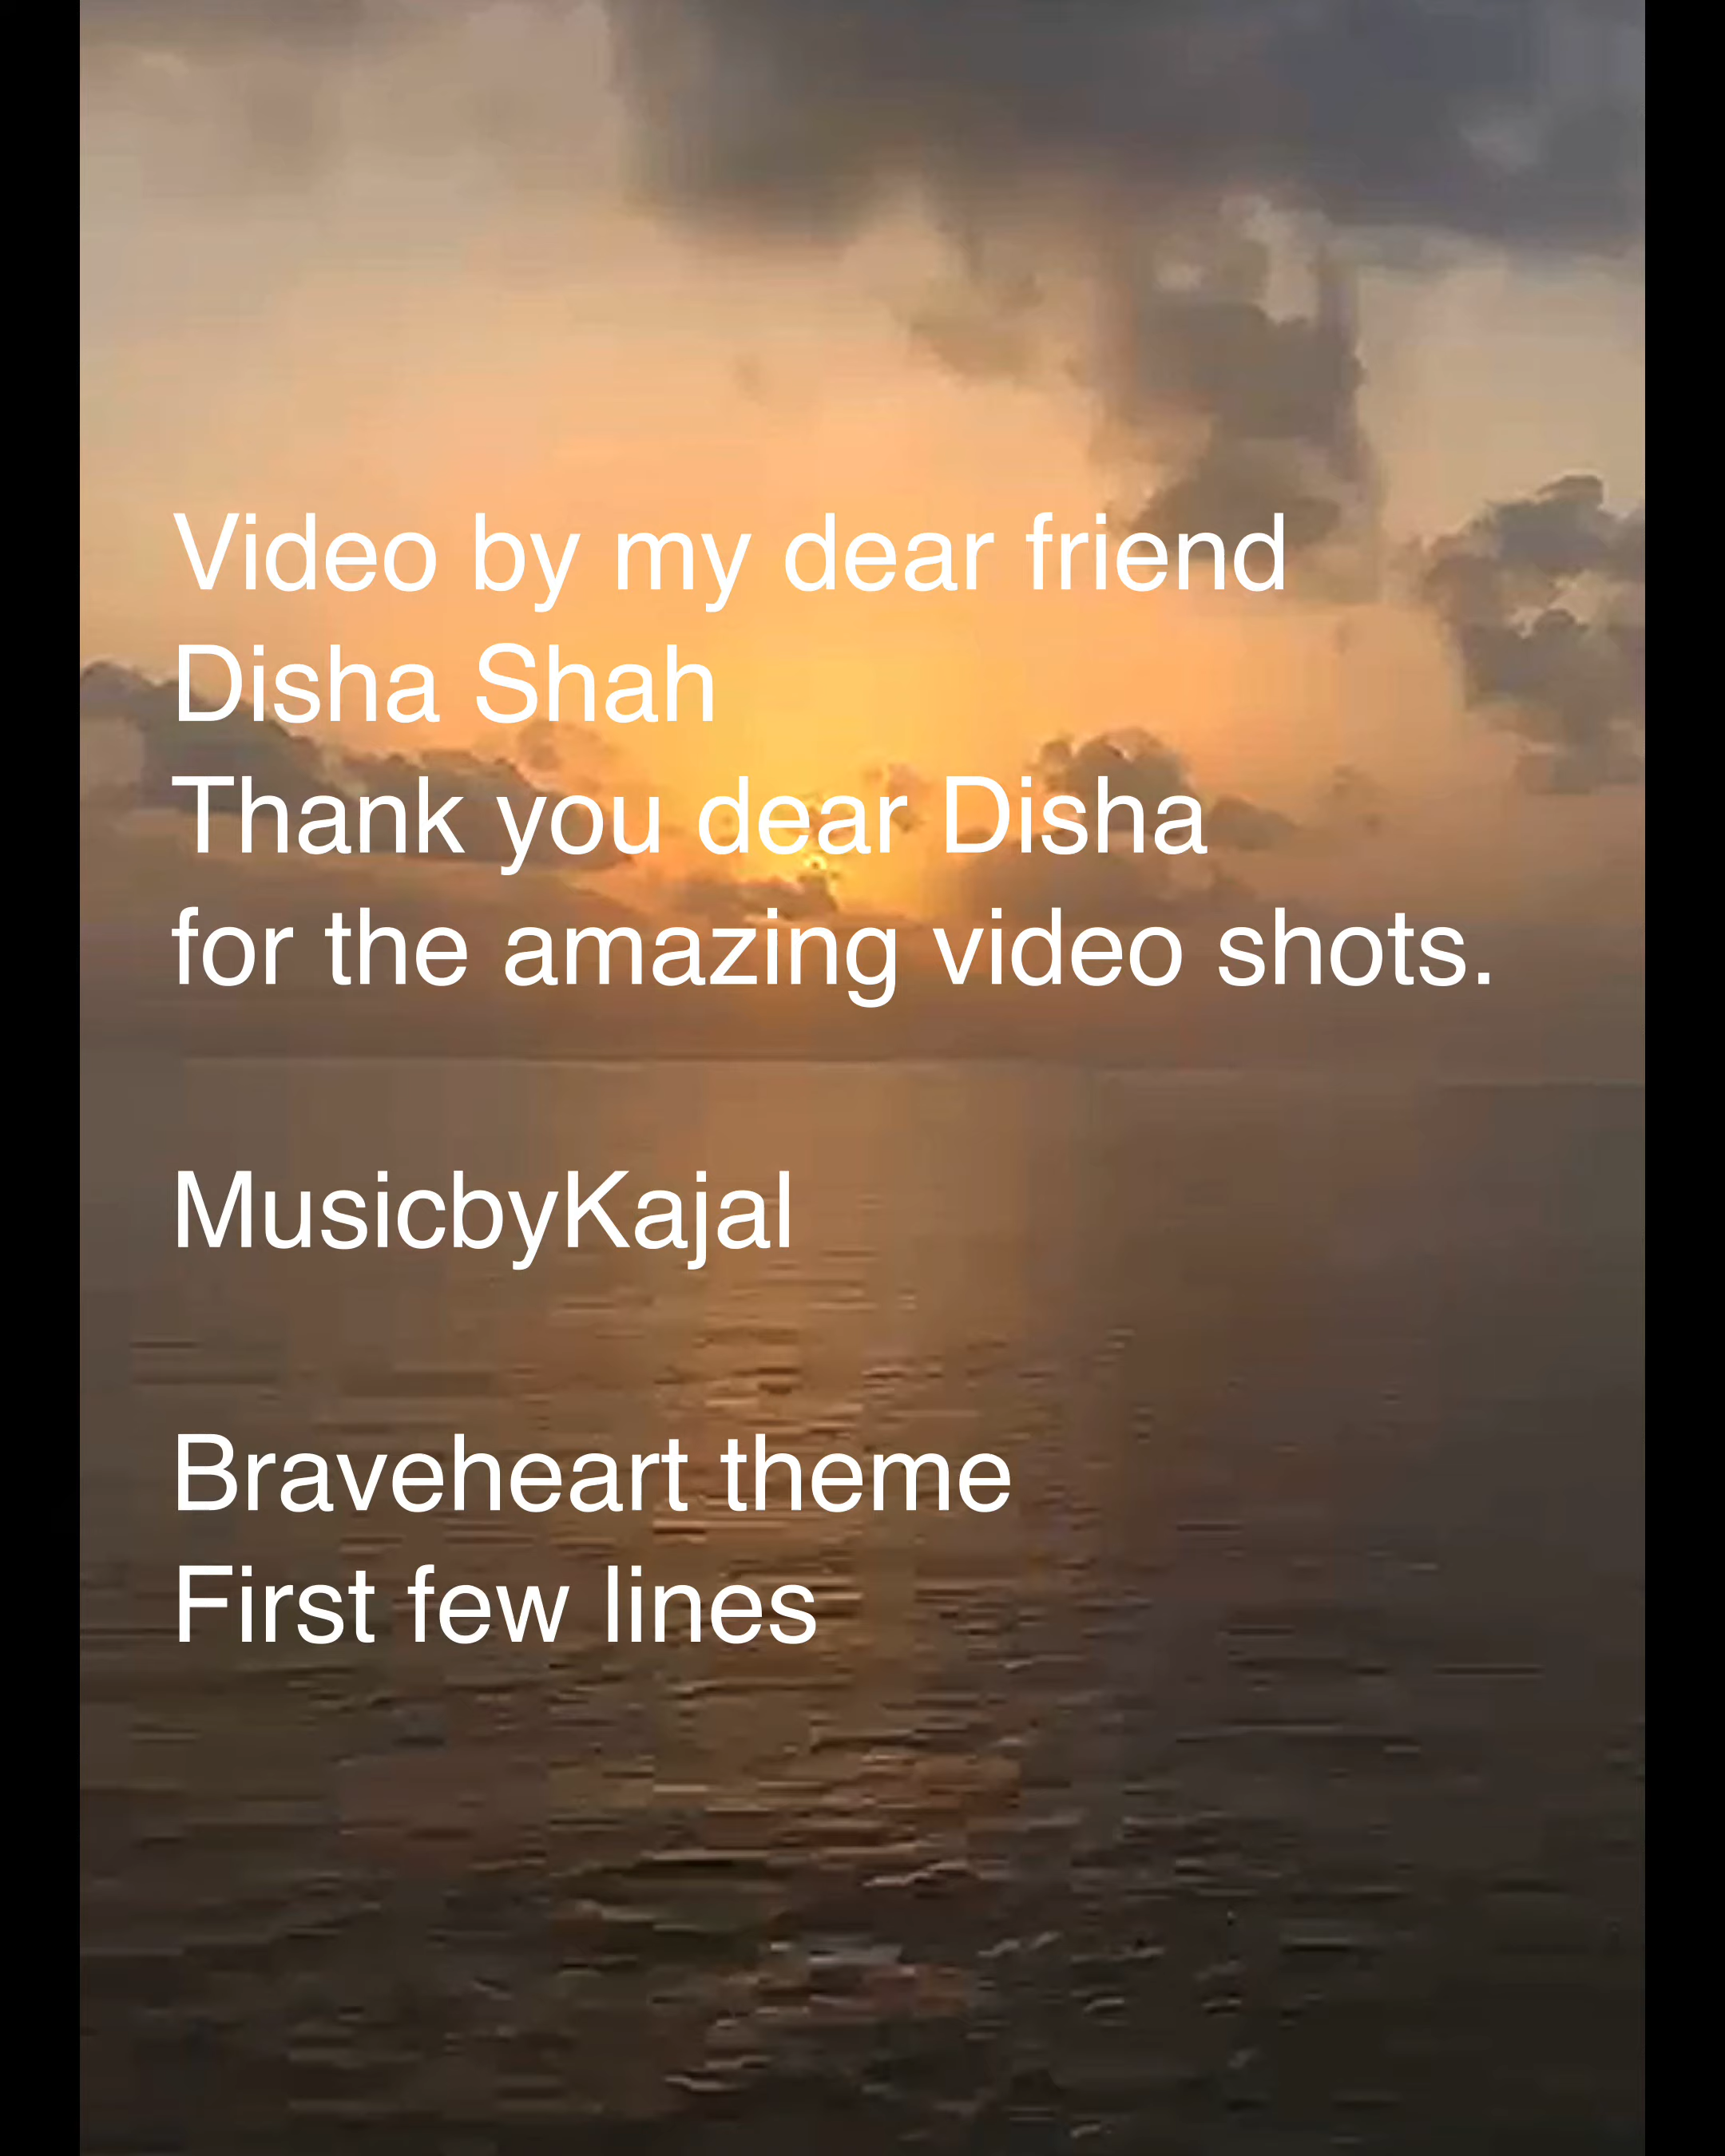 Video by my dear friend
Disha Shah
Thank you dear Disha
for the amazing video shots.
MusicbyKajal
Braveheart theme
First few lines